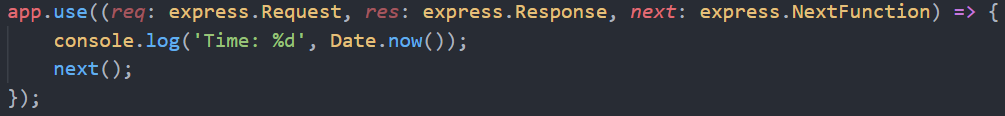 app.use((req: express.Request, res: express.Response, next: express.NextFunction) => {
    console.log('Time: %d', Date.now());
    next();
});